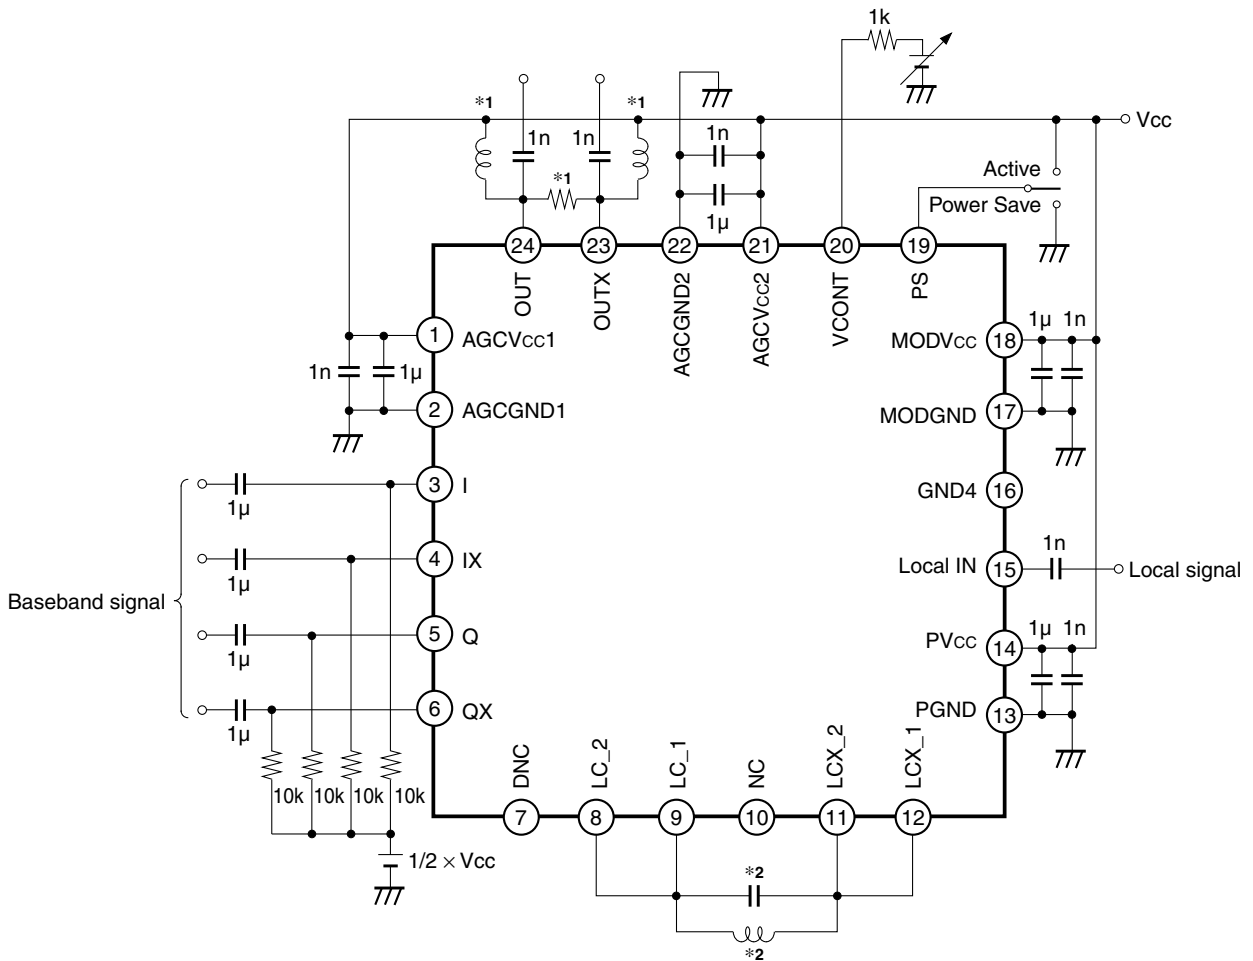 1k
*1
*1
Vcc
1n
1n
1n
*1
Active
Power Save
1µ
24
23
22
21
20
19
OUT
OUTX
AGCGND2
AGCVcc2
VCONT
PS
1
AGCVcc1
1n
1µ
2
AGCGND1
MODVcc
18
1µ
1n
MODGND
17
3
I
1µ
GND4
16
4
IX
1µ
Local IN
15
1n
Local signal
Baseband signal
5
Q
1µ
PVcc
14
1µ
1n
6
QX
1µ
PGND
13
10k
10k
10k
10k
1/2 × Vcc
DNC
LC_2
LC_1
NC
LCX_2
LCX_1
7
8
9
10
11
12
*2
*2